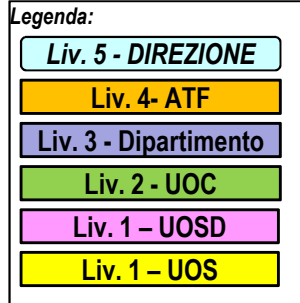 Legenda:
Liv. 5 - DIREZIONE
Liv. 4- ATF
Liv. 3 - Dipartimento
Liv. 2 - UOC
Liv. 1 – UOSD
Liv. 1 – UOS